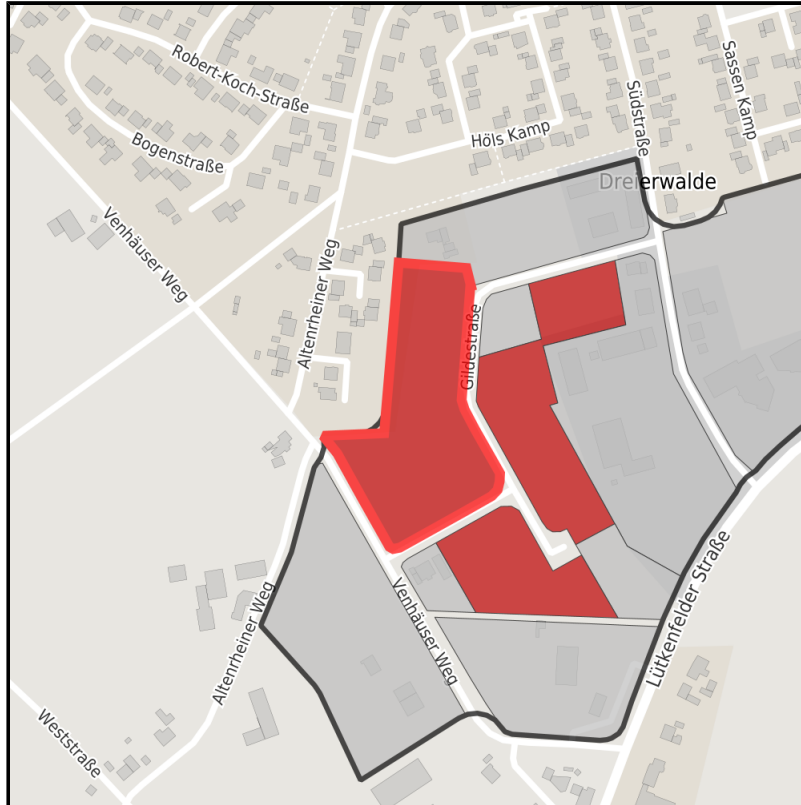 Robert-Koch-Straße
Bogenstraße
Höls Kamp
Südstraße
Sassen Kamp
Dreierwalde
Venhäuser Weg
Altenrheiner Weg
Gildestraße
Altenrheiner Weg
Venhäuser Weg
Lütkenfelder Straße
Weststraße